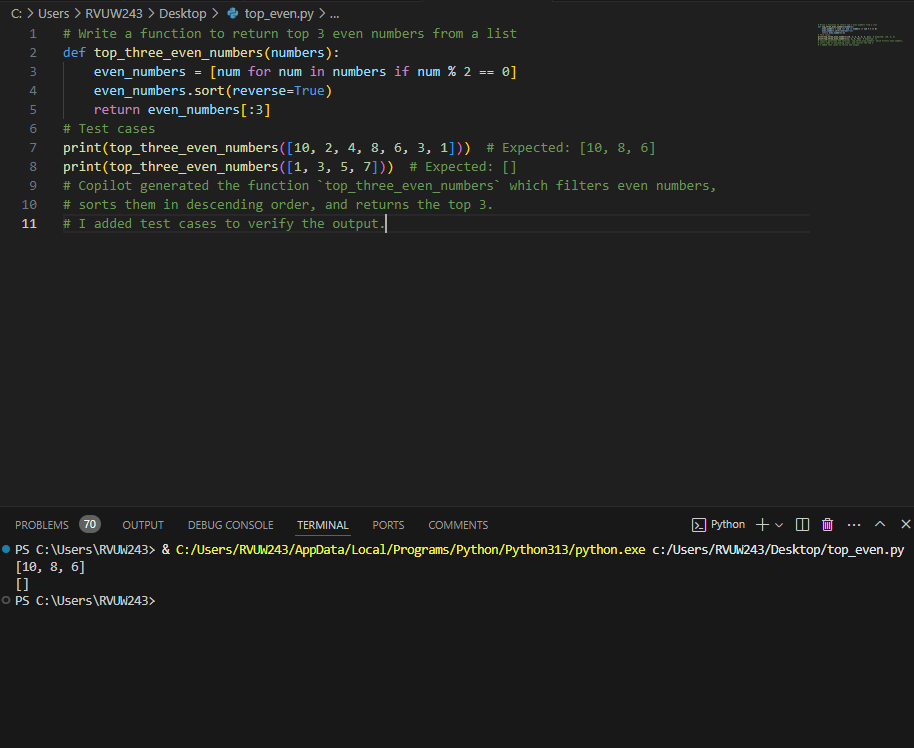 C: > Users > RVUW243 > Desktop > top_even.py > ...
1 # Write a function to return top 3 even numbers from a list
2 def top_three_even_numbers(numbers):
3     even_numbers = [num for num in numbers if num % 2 == 0]
4     even_numbers.sort(reverse=True)
5     return even_numbers[:3]
6 # Test cases
7 print(top_three_even_numbers([10, 2, 4, 8, 6, 3, 1]))  # Expected: [10, 8, 6]
8 print(top_three_even_numbers([1, 3, 5, 7]))  # Expected: []
9 # Copilot generated the function `top_three_even_numbers` which filters even numbers,
10 # sorts them in descending order, and returns the top 3.
11 # I added test cases to verify the output.
PROBLEMS 70 OUTPUT DEBUG CONSOLE TERMINAL PORTS COMMENTS Python
PS C:\Users\RVUW243> & C:/Users/RVUW243/AppData/Local/Programs/Python/Python313/python.exe c:/Users/RVUW243/Desktop/top_even.py
[10, 8, 6]
[]
PS C:\Users\RVUW243>